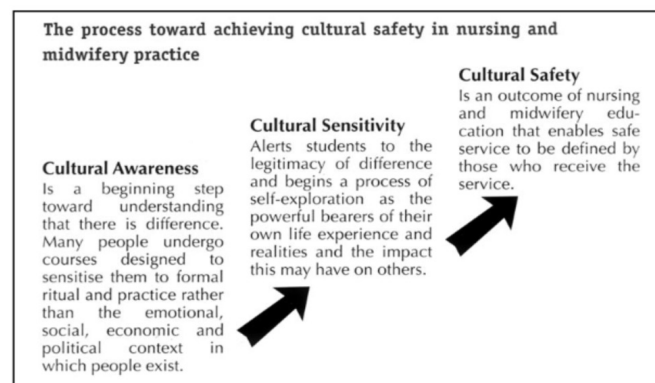 The process toward achieving cultural safety in nursing and
midwifery practice
Cultural Awareness
Is a beginning step
toward understanding
that there is difference.
Many people undergo
courses designed to
sensitise them to formal
ritual and practice rather
than the emotional,
social, economic and
political context in
which people exist.
Cultural Sensitivity
Alerts students to the
legitimacy of difference
and begins a process of
self-exploration as the
powerful bearers of their
own life experience and
realities and the impact
this may have on others.
Cultural Safety
Is an outcome of nursing
and midwifery edu-
cation that enables safe
service to be defined by
those who receive the
service.